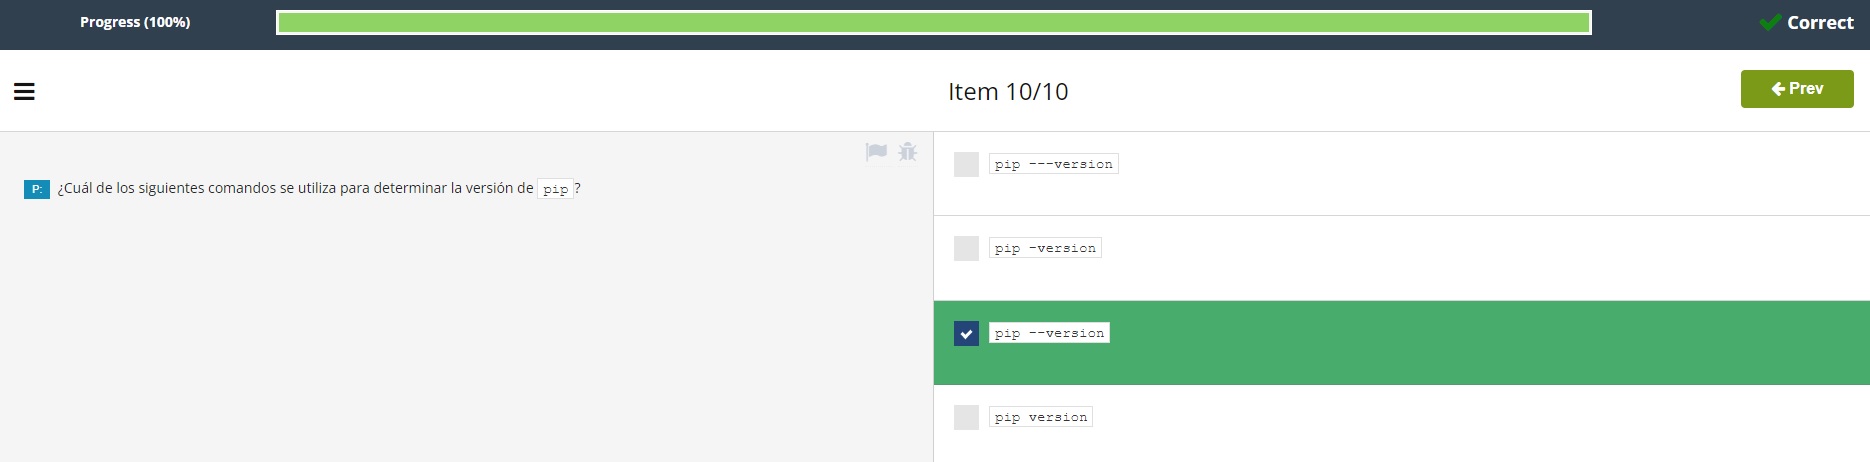 Progress (100%)
Correct
Item 10/10
Prev
P: ¿Cuál de los siguientes comandos se utiliza para determinar la versión de pip?
pip ---version
pip -version
pip --version
pip version